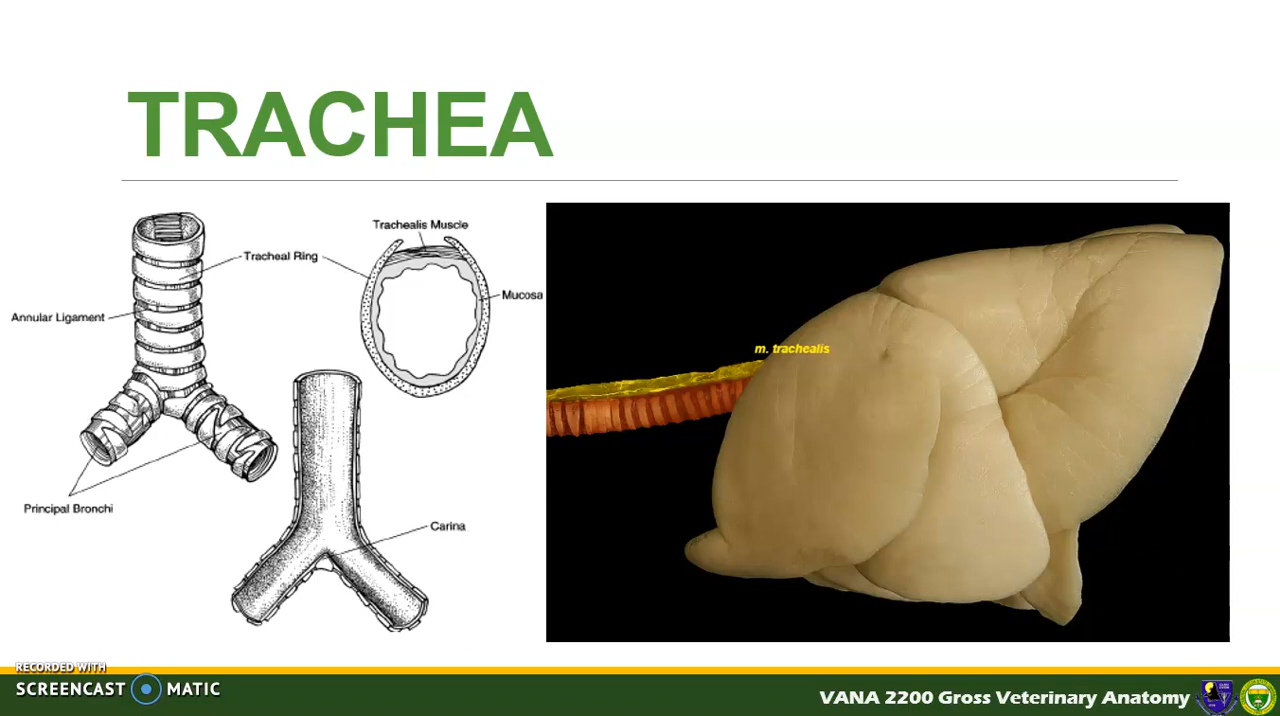 TRACHEA
Trachealis Muscle
Tracheal Ring
Mucosa
Annular Ligament
Principal Bronchi
Carina
m. trachealis
RECORDED WITH
SCREENCAST MATIC
VANA 2200 Gross Veterinary Anatomy